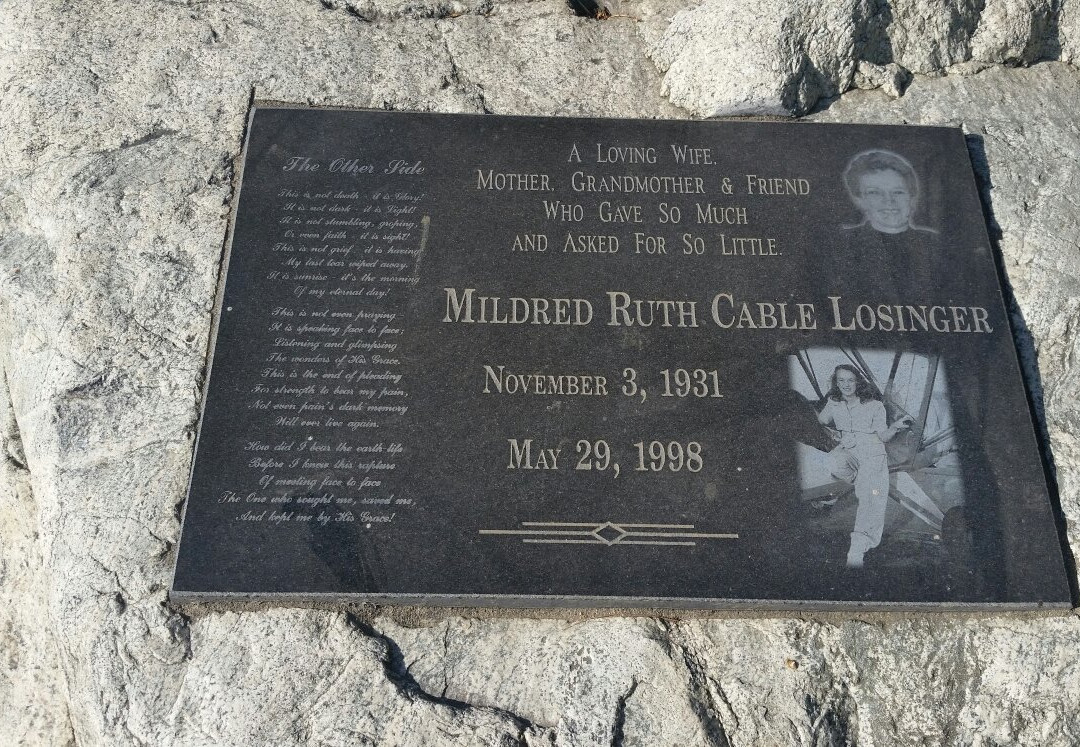 The Other Side
This is not death - it is Glory!
It is not dark - it is Light!
It is not stumbling, groping,
Or even faith - it is sight!
This is not grief - it is having
My last tear wiped away.
It is sunrise - it's the morning
Of my eternal day!
This is not even praying -
It is speaking face to face;
Listening and glimpsing
The wonders of His Grace.
This is the end of pleading
For strength to bear my pain,
Not even pain's dark memory
Will ever live again.
How did I bear the earth-life
Before I knew this rapture
Of meeting face to face
The One who sought me, saved me,
And kept me by His Grace!
A Loving Wife,
Mother, Grandmother & Friend
Who Gave So Much
and Asked For So Little.
Mildred Ruth Cable Losinger
November 3, 1931
May 29, 1998